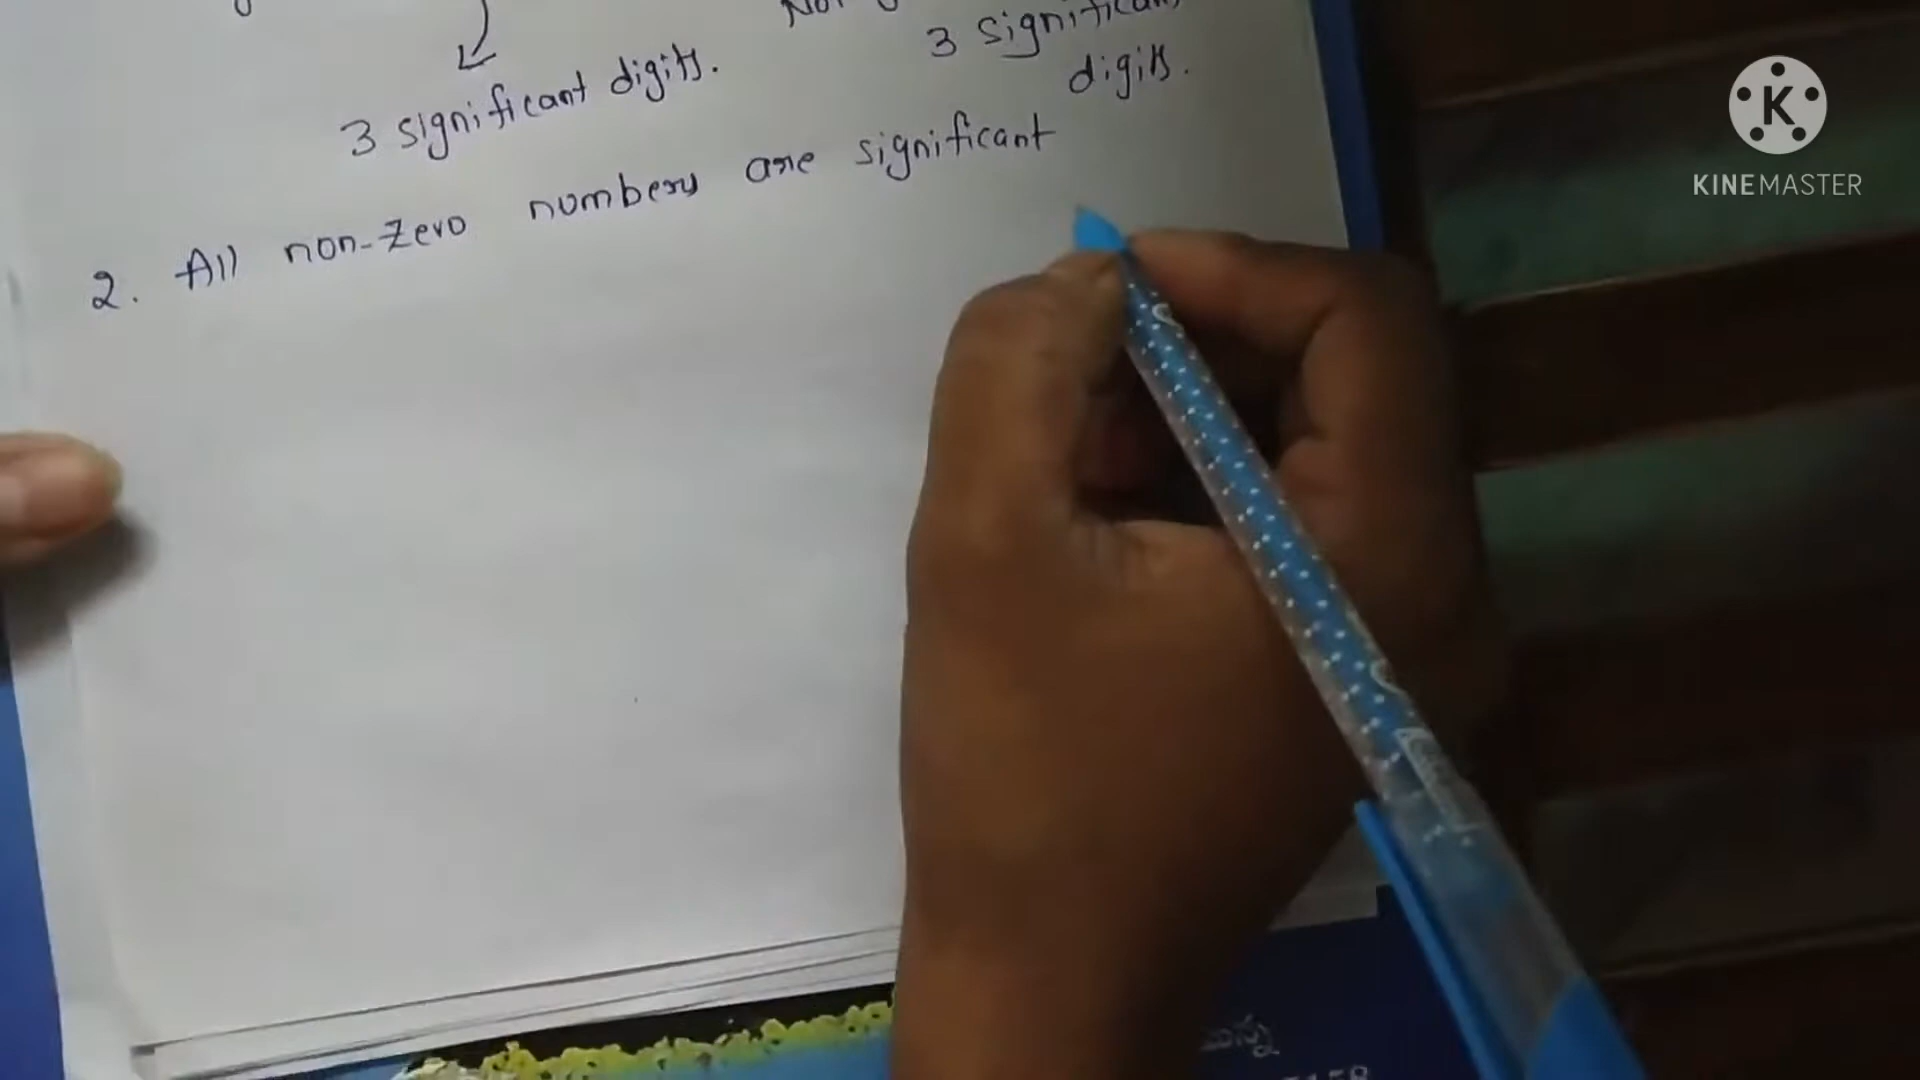 3 significant
digits.
3 significant digits.
2. All non-zero numbers are significant
KINEMASTER